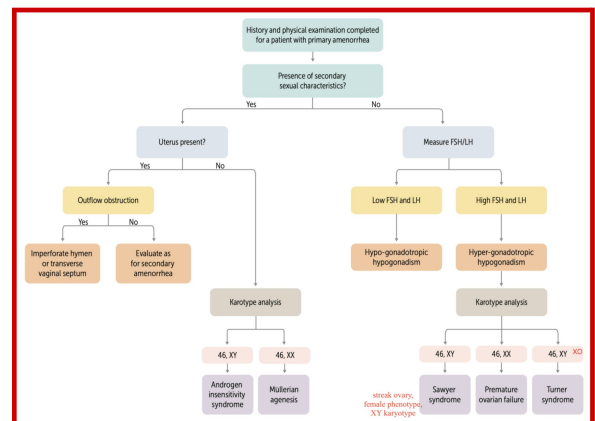 History and physical examination completed
for a patient with primary amenorrhea
Presence of secondary
sexual characteristics?
Yes
No
Uterus present?
Measure FSH/LH
Yes
No
Outflow obstruction
Low FSH and LH
High FSH and LH
Yes
No
Imperforate hymen
or transverse
vaginal septum
Evaluate as
for secondary
amenorrhea
Hypo-gonadotropic
hypogonadism
Hyper-gonadotropic
hypogonadism
Karotype analysis
Karotype analysis
46, XY
46, XX
46, XY
46, XX
46, XY
XO
Androgen
insensitivity
syndrome
Müllerian
agenesis
streak ovary,
female phenotype,
XY karyotype
Sawyer
syndrome
Premature
ovarian failure
Turner
syndrome